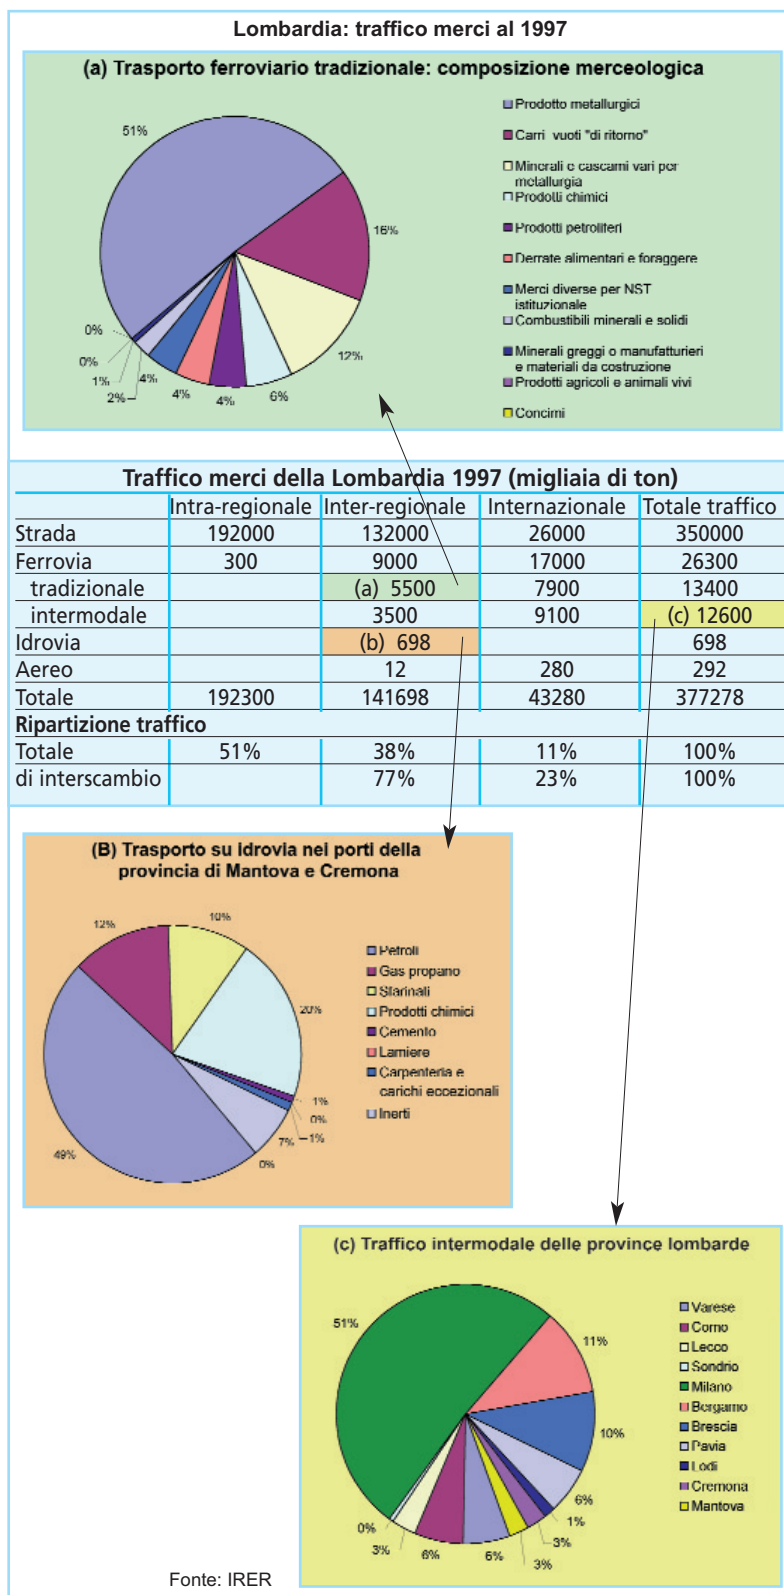 Lombardia: traffico merci al 1997
(a) Trasporto ferroviario tradizionale: composizione merceologica
51%
16%
12%
6%
4%
4%
4%
2%
1%
0%
0%
Prodotto metallurgici
Carri vuoti "di ritorno"
Minerali e cascami vari per
metallurgia
Prodotti chimici
Prodotti petroliferi
Derrate alimentari e foraggere
Merci diverse per NST
istituzionale
Combustibili minerali e solidi
Minerali greggi o manufatturieri
e materiali da costruzione
Prodotti agricoli e animali vivi
Concimi
Traffico merci della Lombardia 1997 (migliaia di ton)
Intra-regionale Inter-regionale Internazionale Totale traffico
Strada 192000 132000 26000 350000
Ferrovia 300 9000 17000 26300
tradizionale (a) 5500 7900 13400
intermodale 3500 9100 (c) 12600
Idrovia (b) 698 698
Aereo 12 280 292
Totale 192300 141698 43280 377278
Ripartizione traffico
Totale 51% 38% 11% 100%
di interscambio 77% 23% 100%
(B) Trasporto su idrovia nei porti della
provincia di Mantova e Cremona
12%
10%
20%
1%
0%
1%
7%
0%
49%
Petroli
Gas propano
Sfarinati
Prodotti chimici
Cemento
Lamiere
Carpenteria e
carichi eccezionali
Inerti
(c) Traffico intermodale delle province lombarde
51%
11%
10%
6%
1%
3%
3%
6%
6%
3%
0%
Varese
Como
Lecco
Sondrio
Milano
Bergamo
Brescia
Pavia
Lodi
Cremona
Mantova
Fonte: IRER